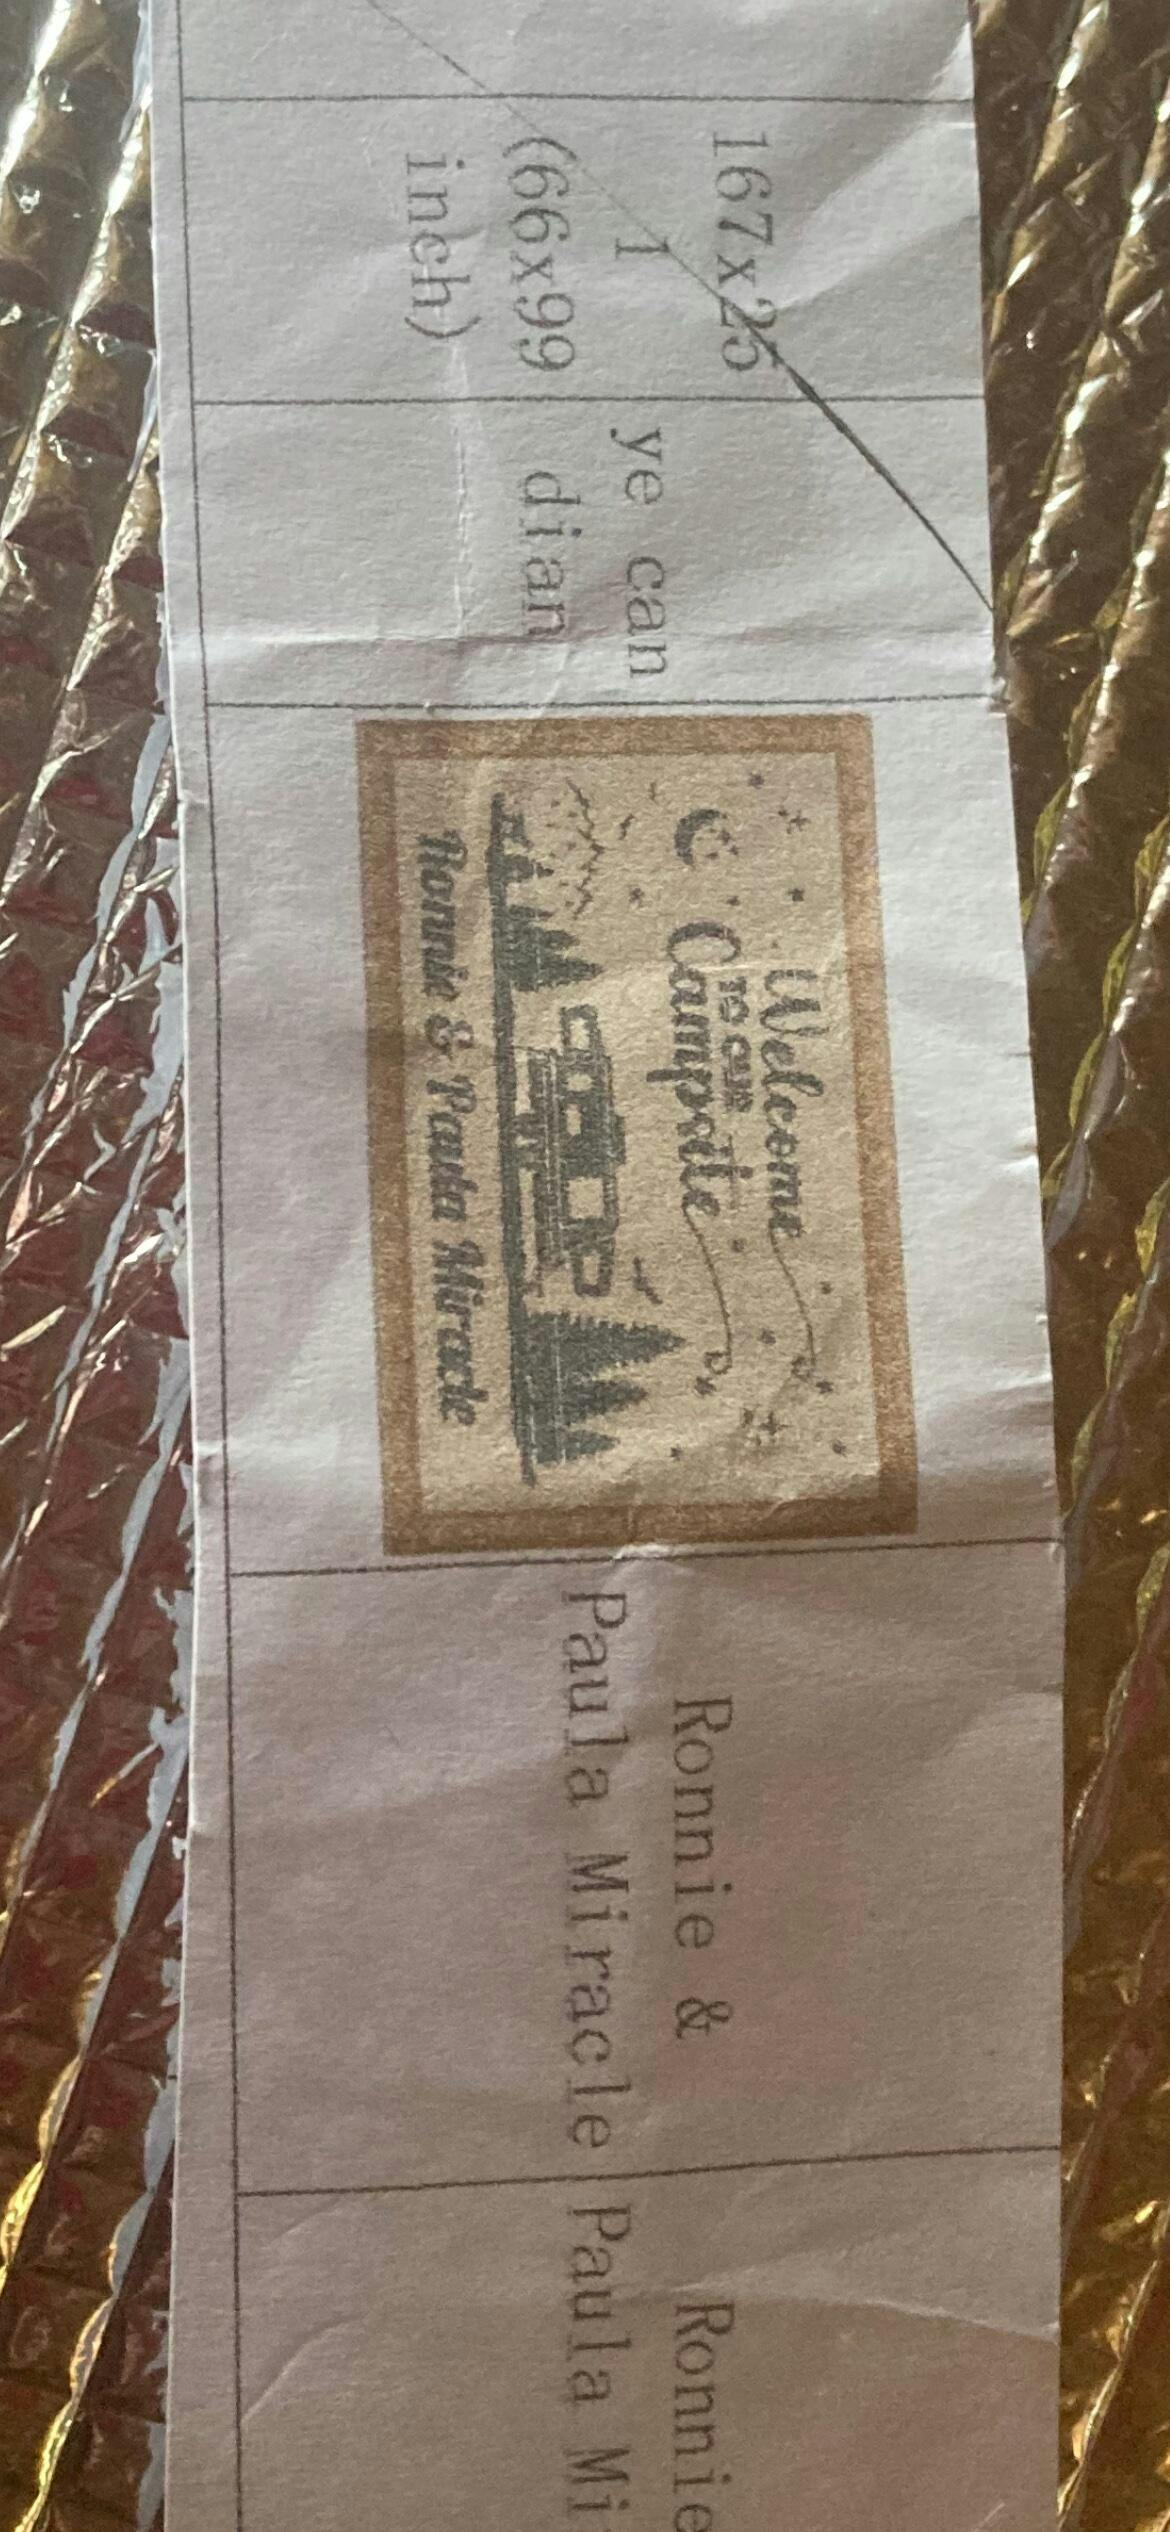 167x25
1
(66x99
inch)
ye can
dian
Welcome
TO OUR
Campsite
Ronnie & Paula Miracle
Ronnie &
Paula Miracle
Ronnie
Paula Mi